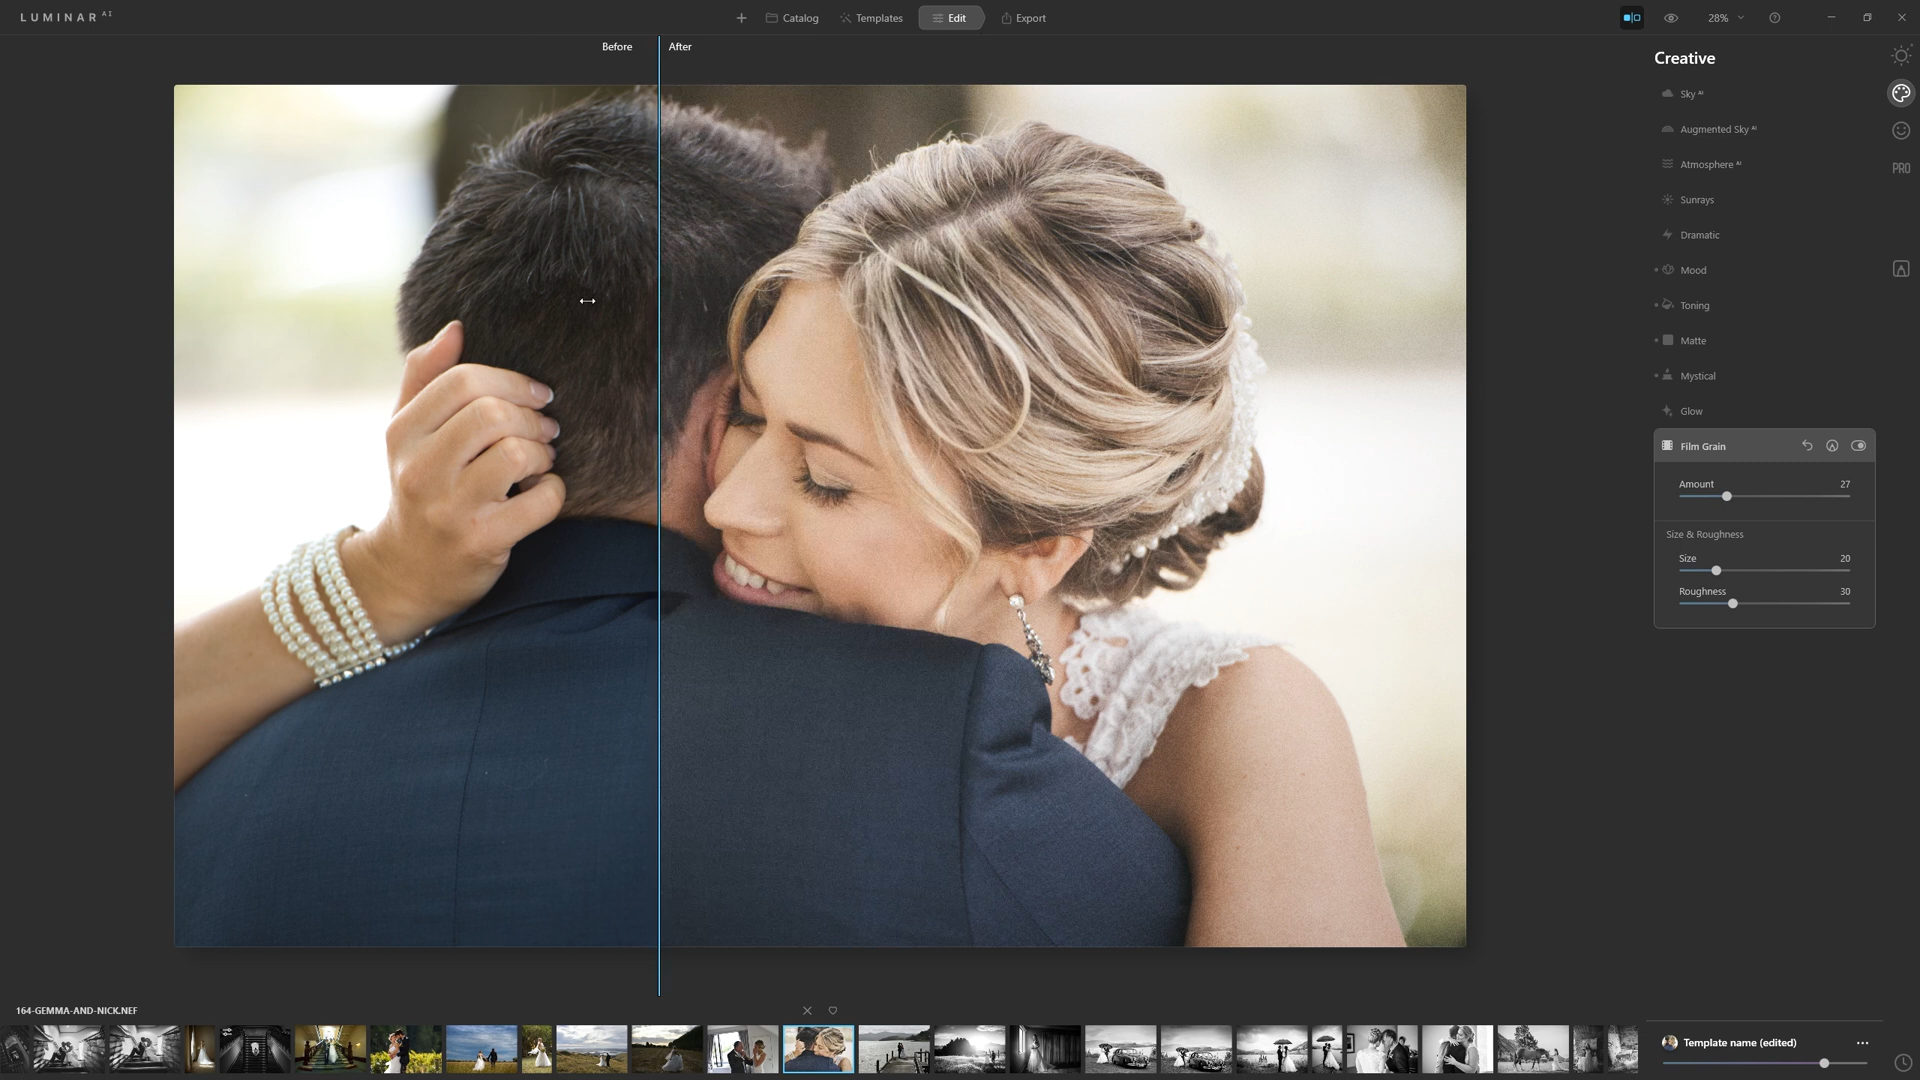 LUMINAR AI
Catalog
Templates
Edit
Export
28%
Before
After
Creative
Sky AI
Augmented Sky AI
Atmosphere AI
Sunrays
Dramatic
Mood
Toning
Matte
Mystical
Glow
Film Grain
Amount 27
Size & Roughness
Size 20
Roughness 30
PRO
164-GEMMA-AND-NICK.NEF
Template name (edited)